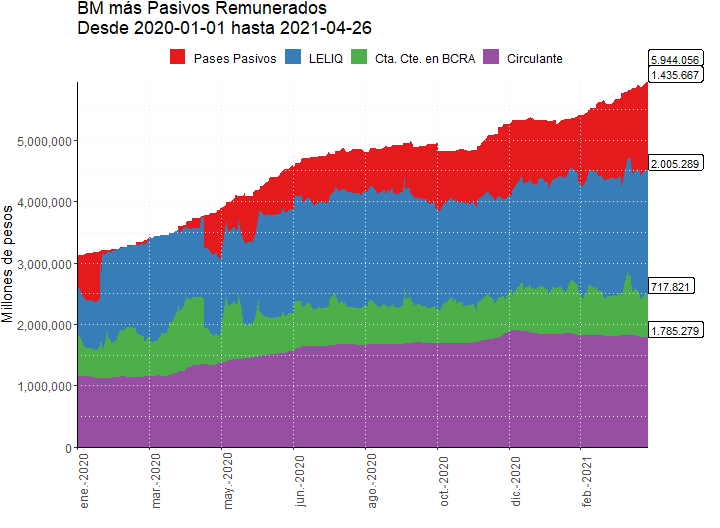 BM más Pasivos Remunerados
Desde 2020-01-01 hasta 2021-04-26
Pases Pasivos LELIQ Cta. Cte. en BCRA Circulante
5.944.056
1.435.667
2.005.289
717.821
1.785.279
Millones de pesos
5,000,000
4,000,000
3,000,000
2,000,000
1,000,000
0
ene.-2020
mar.-2020
may.-2020
jun.-2020
ago.-2020
oct.-2020
dic.-2020
feb.-2021